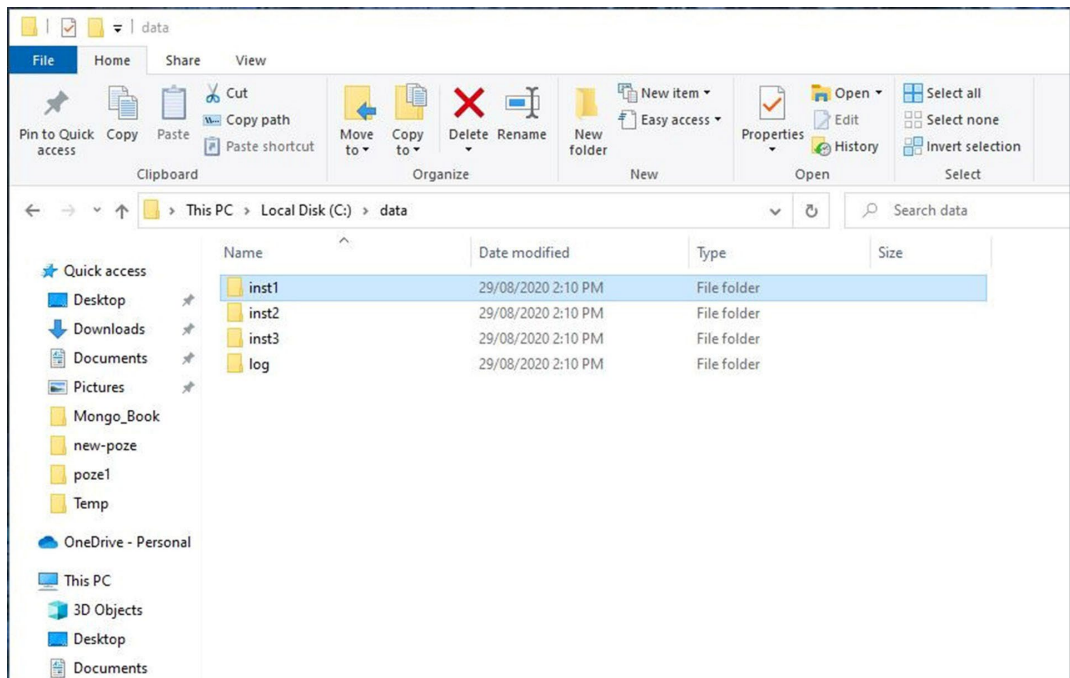 data
File Home Share View
Pin to Quick access
Copy
Paste
Cut
Copy path
Paste shortcut
Clipboard
Move to
Copy to
Delete
Rename
Organize
New folder
New item
Easy access
New
Properties
Open
Edit
History
Open
Select all
Select none
Invert selection
Select
This PC > Local Disk (C:) > data
Search data
Name Date modified Type Size
inst1 29/08/2020 2:10 PM File folder
inst2 29/08/2020 2:10 PM File folder
inst3 29/08/2020 2:10 PM File folder
log 29/08/2020 2:10 PM File folder
Quick access
Desktop
Downloads
Documents
Pictures
Mongo_Book
new-poze
poze1
Temp
OneDrive - Personal
This PC
3D Objects
Desktop
Documents